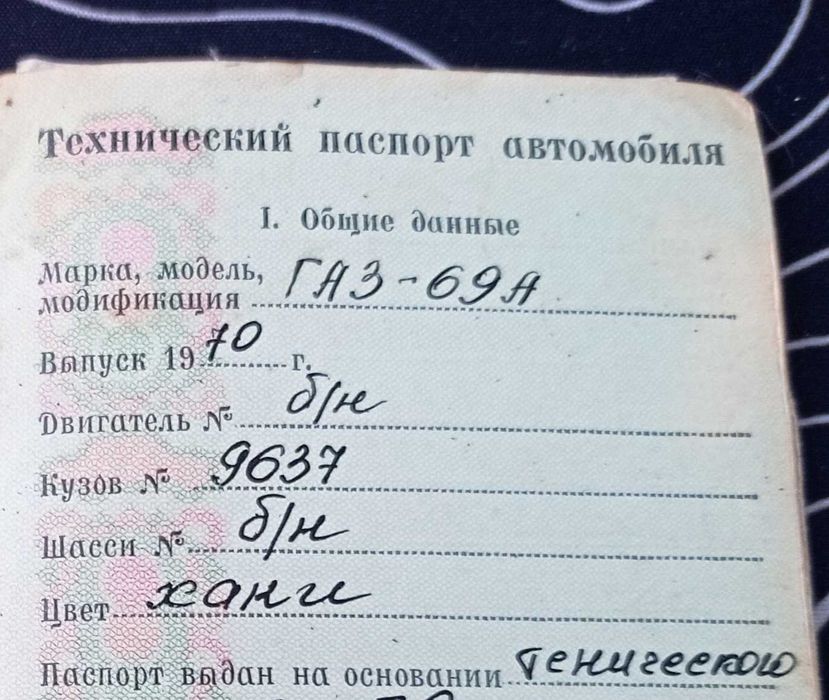 Технический паспорт автомобиля
I. Общие данные
Марка, модель,
модификация ГАЗ-69А
Выпуск 1970 г.
Двигатель № б/н
Кузов № 9637
Шасси № б/н
Цвет хаки
Паспорт выдан на основании тенического